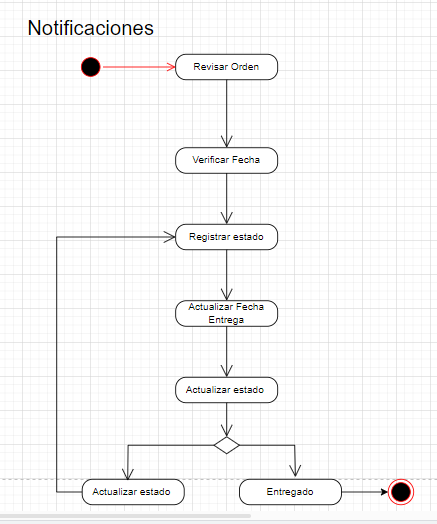 Notificaciones
Revisar Orden
Verificar Fecha
Registrar estado
Actualizar Fecha
Entrega
Actualizar estado
Actualizar estado
Entregado